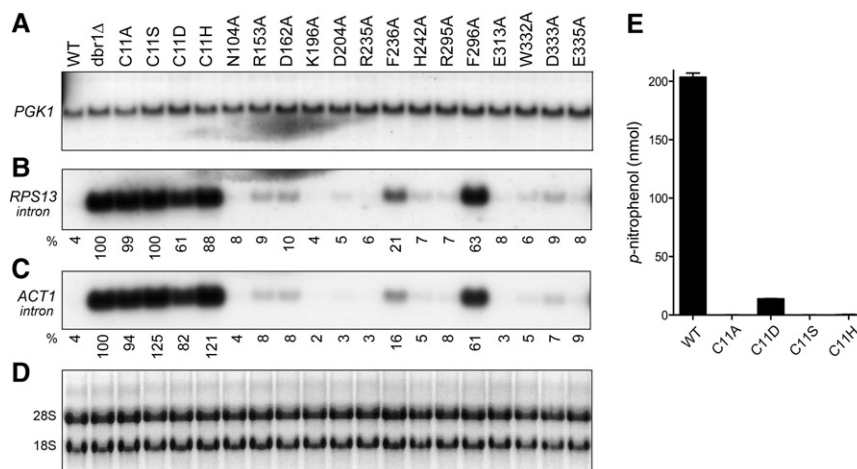 A
WT dbr1Δ C11A C11S C11D C11H N104A R153A D162A K196A D204A R235A F236A H242A R295A F296A E313A W332A D333A E335A
PGK1
B
RPS13
intron
% 4 100 99 100 61 88 8 9 10 4 5 6 21 7 7 63 8 6 9 8
C
ACT1
intron
% 4 100 94 125 82 121 4 8 8 2 3 3 16 5 8 61 3 5 7 9
D
28S
18S
E
p-nitrophenol (nmol)
200
150
100
50
0
WT C11A C11D C11S C11H